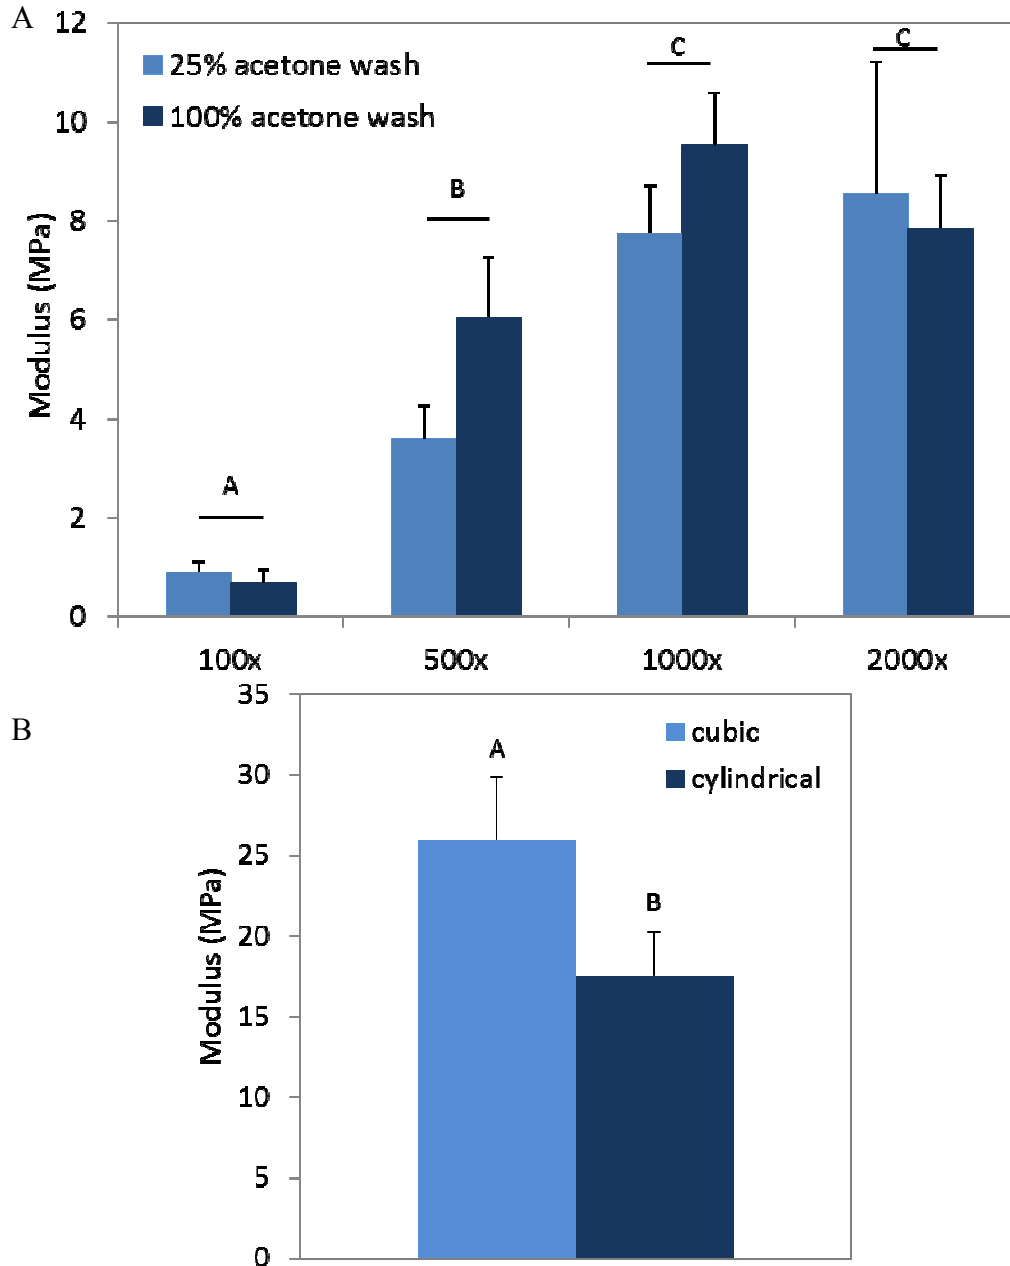 A
12
10
8
6
4
2
0
Modulus (MPa)
25% acetone wash
100% acetone wash
A
B
C
C
100x 500x 1000x 2000x
B
35
30
25
20
15
10
5
0
Modulus (MPa)
cubic
cylindrical
A
B